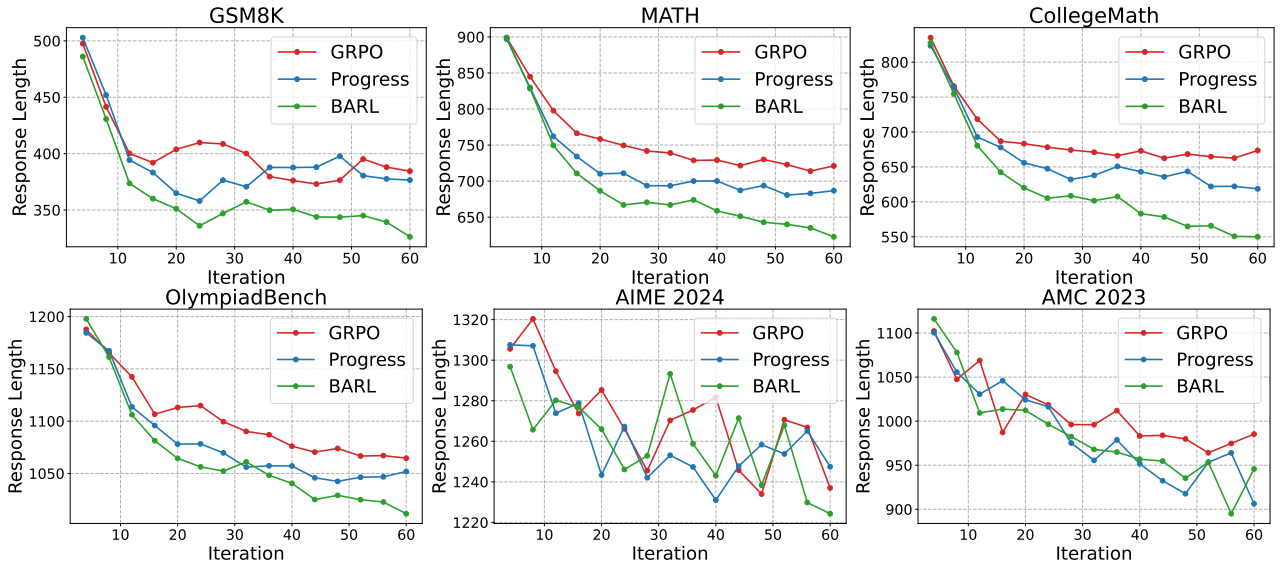 GSM8K
500
450
400
350
Response Length
10 20 30 40 50 60
Iteration
GRPO
Progress
BARL
MATH
900
850
800
750
700
650
Response Length
10 20 30 40 50 60
Iteration
GRPO
Progress
BARL
CollegeMath
800
750
700
650
600
550
Response Length
10 20 30 40 50 60
Iteration
GRPO
Progress
BARL
OlympiadBench
1200
1150
1100
1050
Response Length
10 20 30 40 50 60
Iteration
GRPO
Progress
BARL
AIME 2024
1320
1300
1280
1260
1240
1220
Response Length
10 20 30 40 50 60
Iteration
GRPO
Progress
BARL
AMC 2023
1100
1050
1000
950
900
Response Length
10 20 30 40 50 60
Iteration
GRPO
Progress
BARL